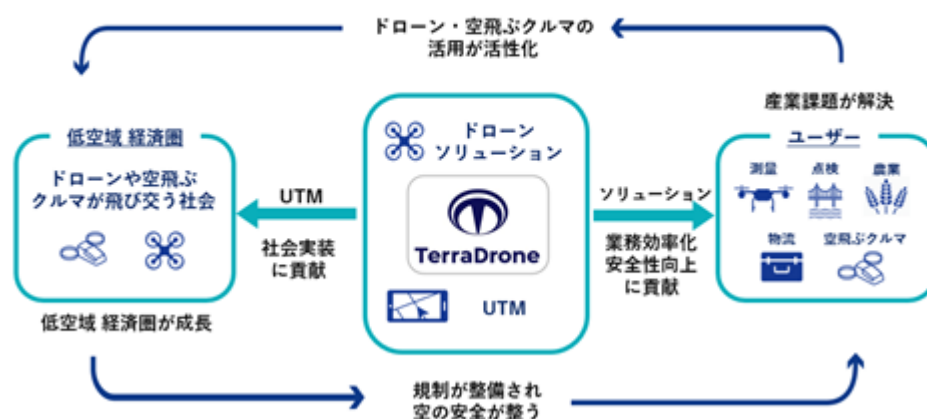 ドローン・空飛ぶクルマの
活用が活性化
産業課題が解決
低空域 経済圏
ドローンや空飛ぶ
クルマが飛び交う社会
低空域 経済圏が成長
UTM
社会実装
に貢献
ドローン
ソリューション
TerraDrone
UTM
ソリューション
業務効率化
安全性向上
に貢献
ユーザー
測量 点検 農業
物流 空飛ぶクルマ
規制が整備され
空の安全が整う